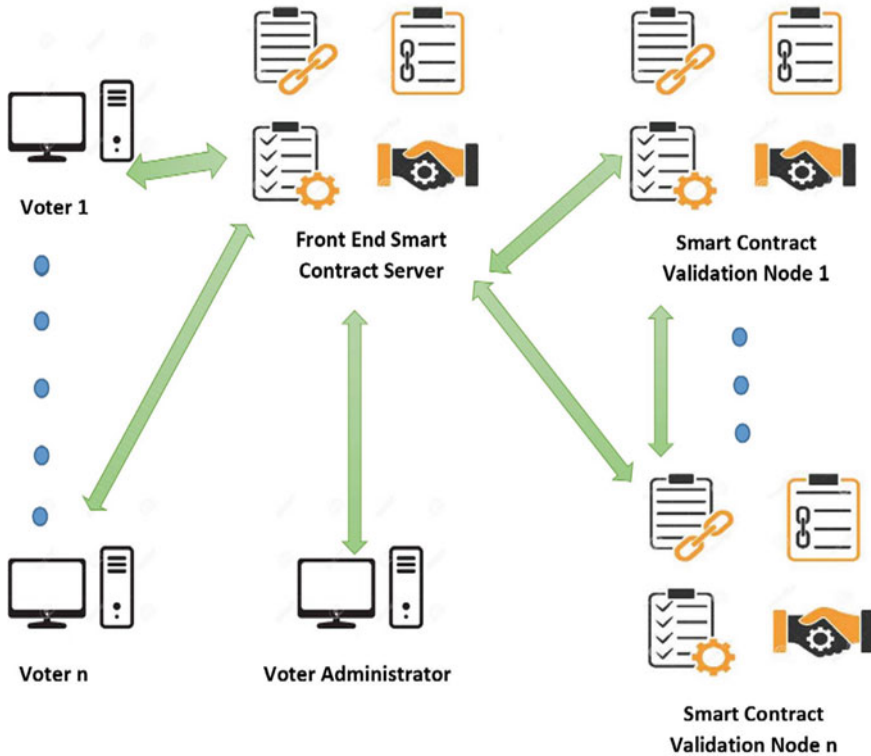 Voter 1
Front End Smart
Contract Server
Smart Contract
Validation Node 1
Voter n
Voter Administrator
Smart Contract
Validation Node n